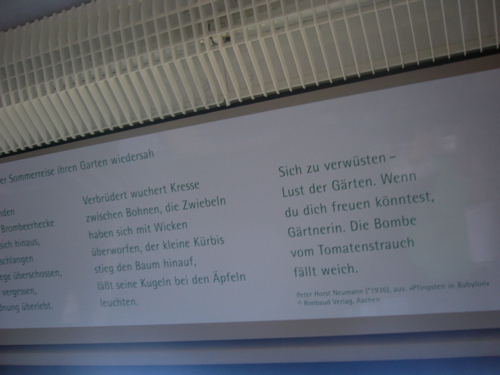 er Sommerreise ihren Garten wiedersah
nden
Brombeerhecke
sich hinaus,
schlangen
ege überschossen,
vergessen,
dnung überlebt.
Verbrüdert wuchert Kresse
zwischen Bohnen, die Zwiebeln
haben sich mit Wicken
überworfen, der kleine Kürbis
stieg den Baum hinauf,
läßt seine Kugeln bei den Äpfeln
leuchten.
Sich zu verwüsten –
Lust der Gärten. Wenn
du dich freuen könntest,
Gärtnerin. Die Bombe
vom Tomatenstrauch
fällt weich.
Peter Horst Neumann (*1936), aus: »Pfingsten in Babylon«
© Rimbaud Verlag, Aachen